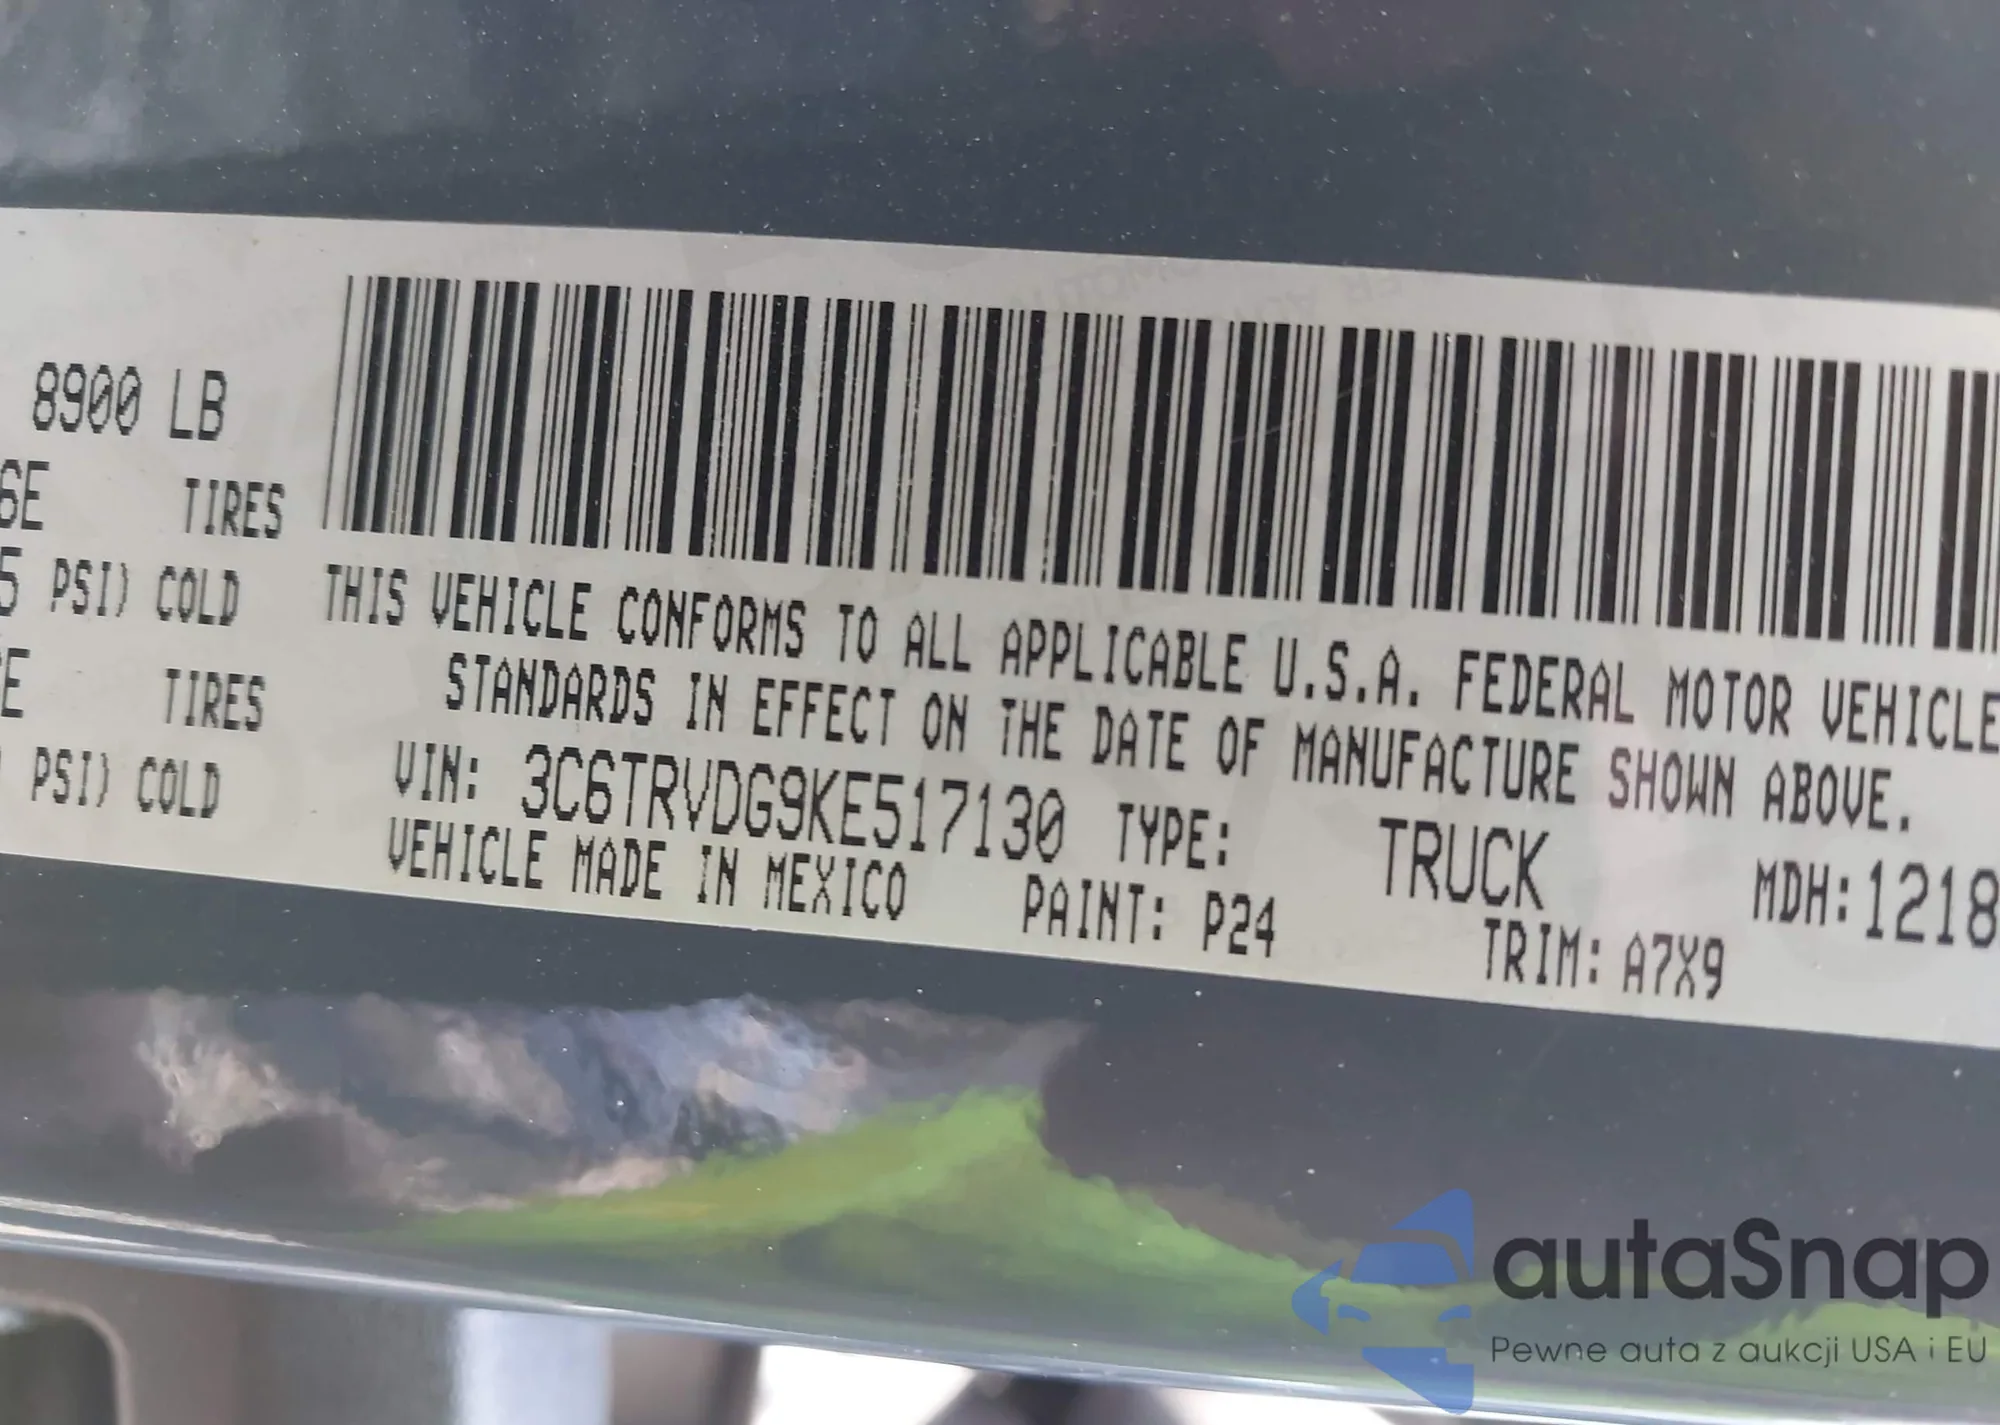 8900 LB
6E TIRES
5 PSI) COLD
E TIRES
PSI) COLD
THIS VEHICLE CONFORMS TO ALL APPLICABLE U.S.A. FEDERAL MOTOR VEHICLE
STANDARDS IN EFFECT ON THE DATE OF MANUFACTURE SHOWN ABOVE.
VIN: 3C6TRVDG9KE517130 TYPE: TRUCK MDH:1218
VEHICLE MADE IN MEXICO PAINT: P24 TRIM: A7X9
autaSnap
Pewne auta z aukcji USA i EU